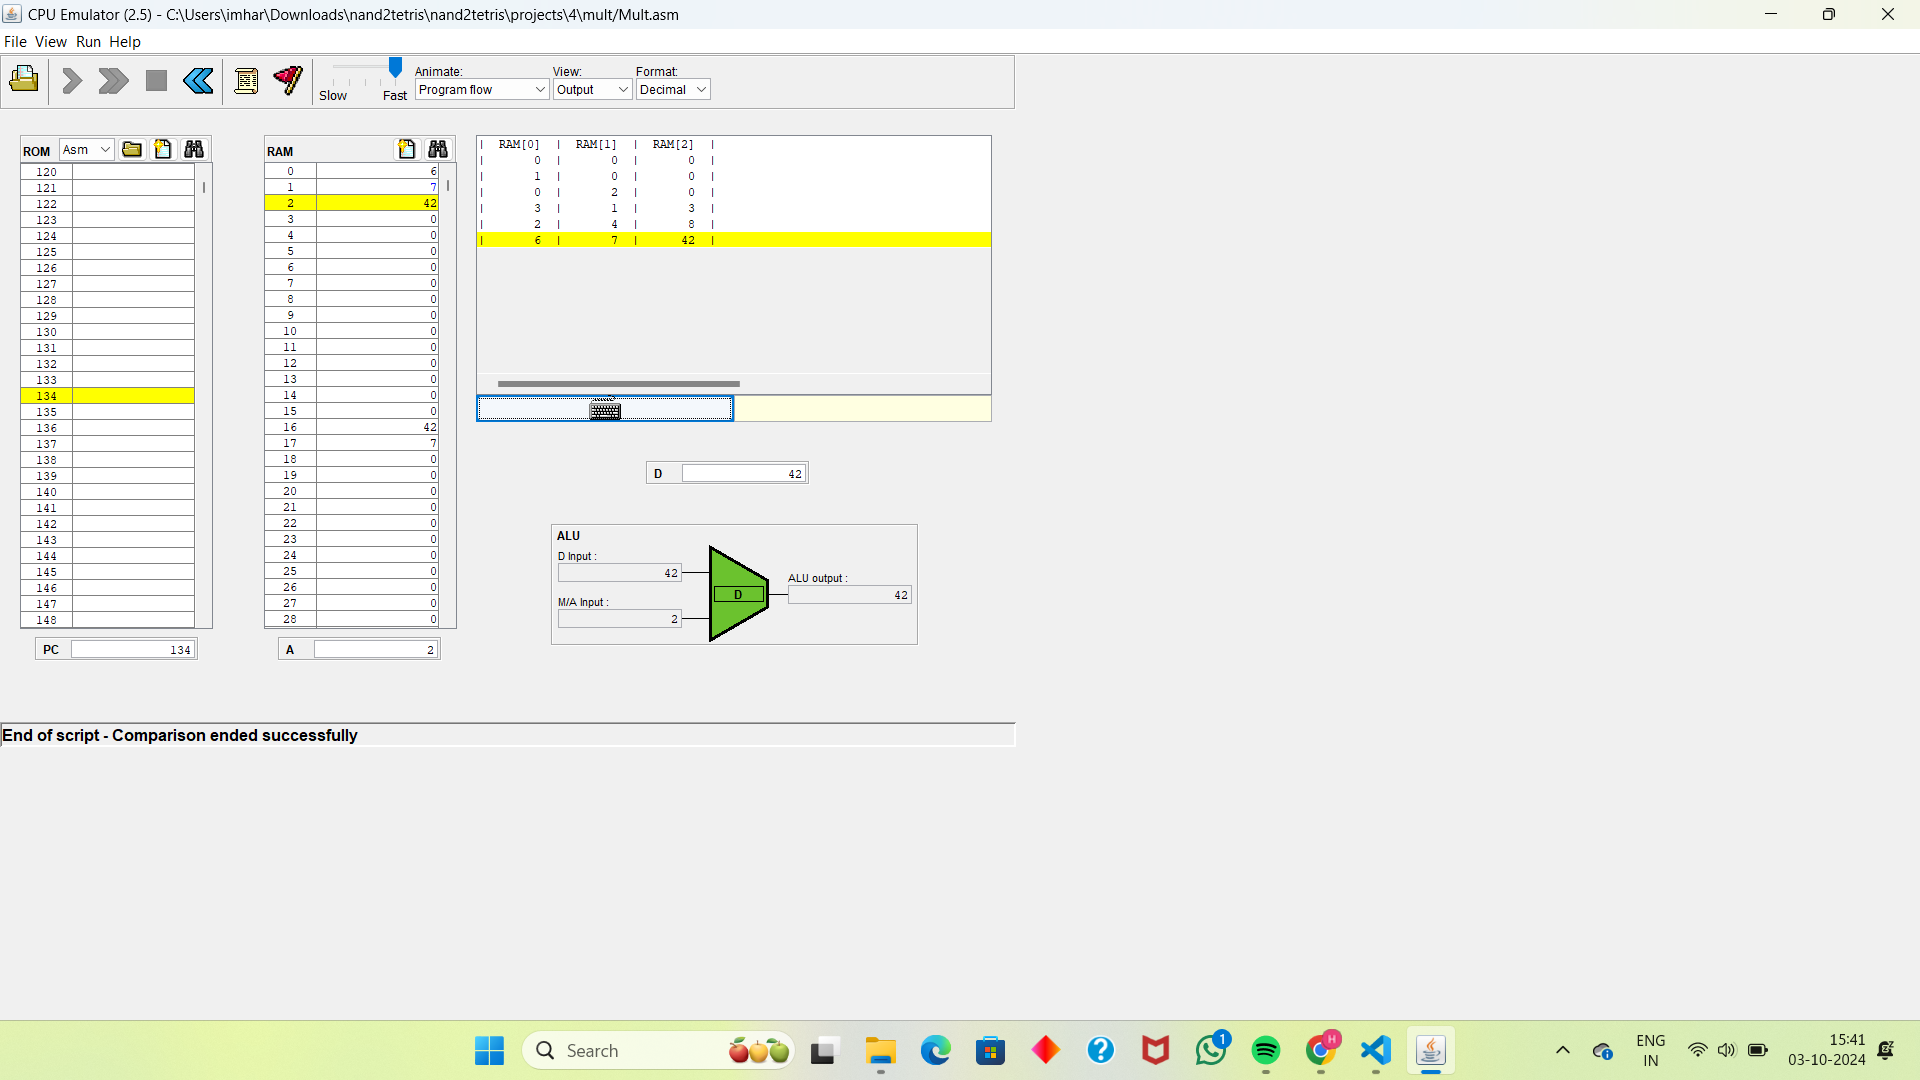 CPU Emulator (2.5) - C:\Users\imhar\Downloads\nand2tetris\nand2tetris\projects\4\mult/Mult.asm
File View Run Help
Animate: View: Format:
Slow Fast Program flow Output Decimal
ROM Asm
120
121
122
123
124
125
126
127
128
129
130
131
132
133
134
135
136
137
138
139
140
141
142
143
144
145
146
147
148
PC 134
RAM
0 6
1 7
2 42
3 0
4 0
5 0
6 0
7 0
8 0
9 0
10 0
11 0
12 0
13 0
14 0
15 0
16 42
17 7
18 0
19 0
20 0
21 0
22 0
23 0
24 0
25 0
26 0
27 0
28 0
A 2
| RAM[0] | RAM[1] | RAM[2] |
| 0 | 0 | 0 |
| 1 | 0 | 0 |
| 0 | 2 | 0 |
| 3 | 1 | 3 |
| 2 | 4 | 8 |
| 6 | 7 | 42 |
D 42
ALU
D Input :
42
M/A Input :
2
D
ALU output :
42
End of script - Comparison ended successfully
Search
1
H
ENG
IN
15:41
03-10-2024